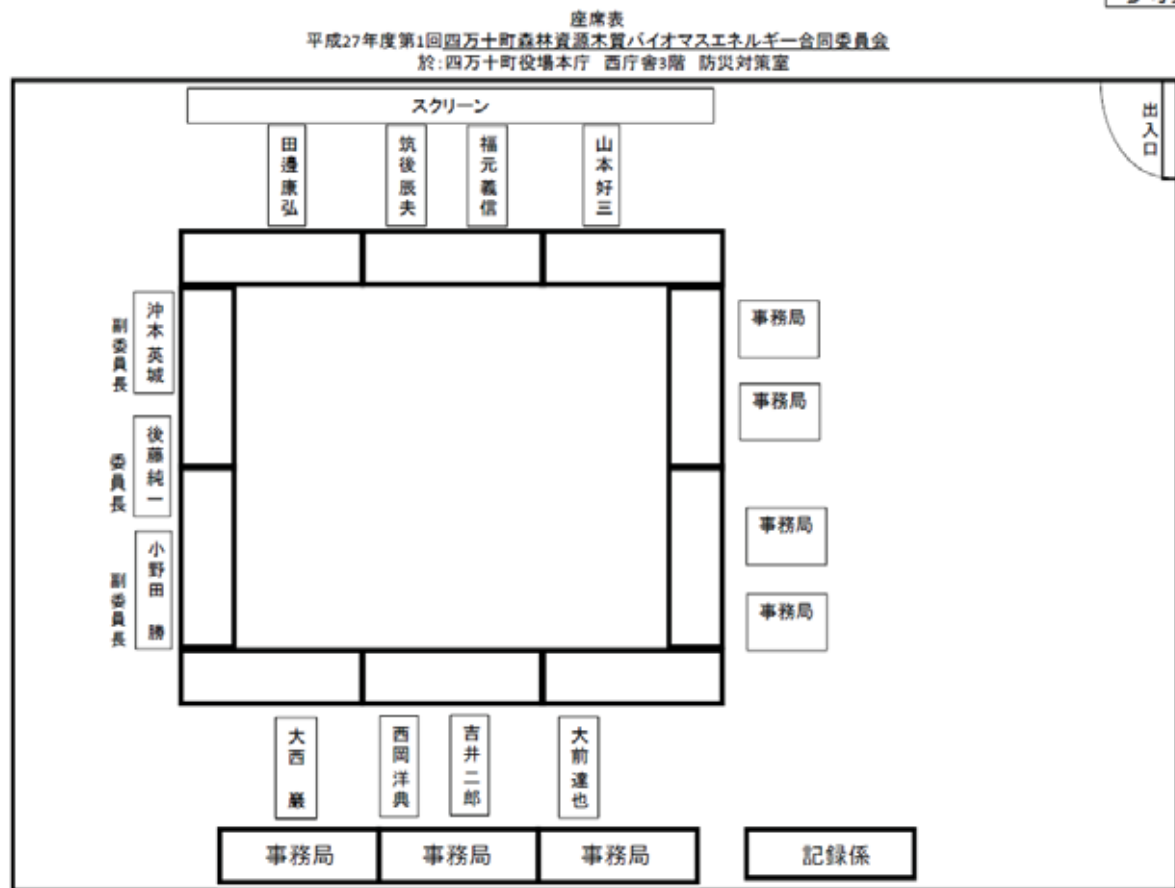 座席表
平成27年度第1回四万十町森林資源木質バイオマスエネルギー合同委員会
於:四万十町役場本庁 西庁舎3階 防災対策室
スクリーン
出入口
田邉康弘
筑後辰夫
福元義信
山本好三
沖本英城
副委員長
後藤純一
委員長
小野田 勝
副委員長
事務局
事務局
事務局
事務局
大西 巌
西岡洋典
吉井二郎
大前達也
事務局
事務局
事務局
記録係